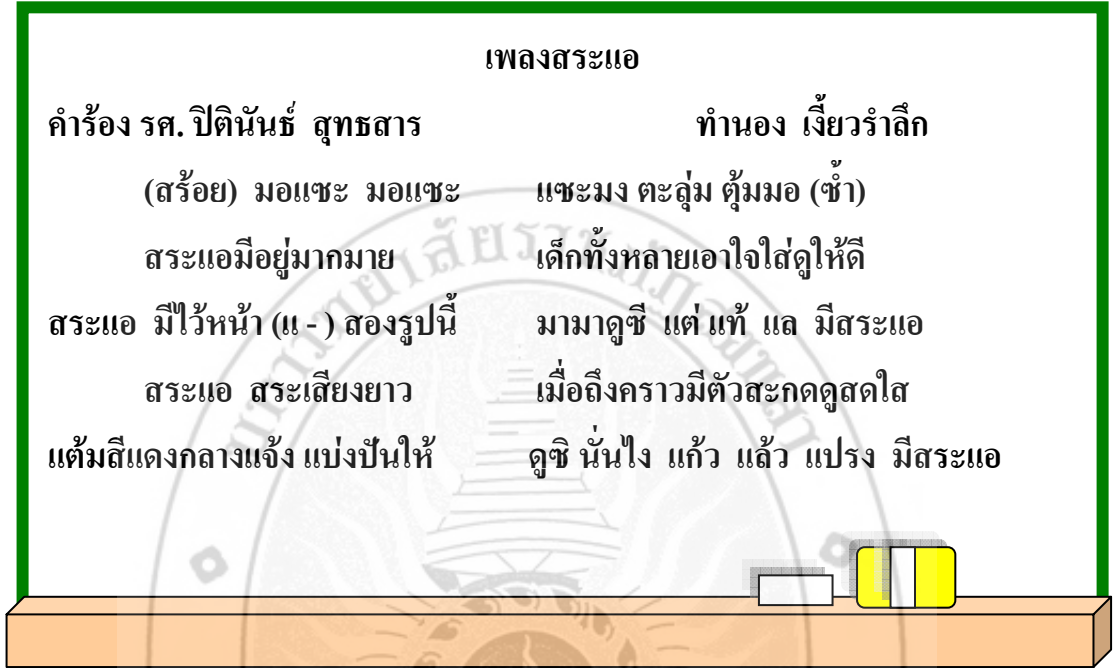 เพลงสระแอ
คำร้อง รศ. ปิตินันธ์ สุทธสาร ทำนอง เงี้ยวรำลึก
(สร้อย) มอแซะ มอแซะ แซะมง ตะลุ่ม ตุ้มมอ (ซ้ำ)
สระแอมีอยู่มากมาย เด็กทั้งหลายเอาใจใส่ดูให้ดี
สระแอ มีไว้หน้า (แ - ) สองรูปนี้ มามาดูซี แต่ แท้ แล มีสระแอ
สระแอ สระเสียงยาว เมื่อถึงคราวมีตัวสะกดดูสดใส
แต้มสีแดงกลางแจ้ง แบ่งปันให้ ดูซิ นั่นไง แก้ว แล้ว แปรง มีสระแอ